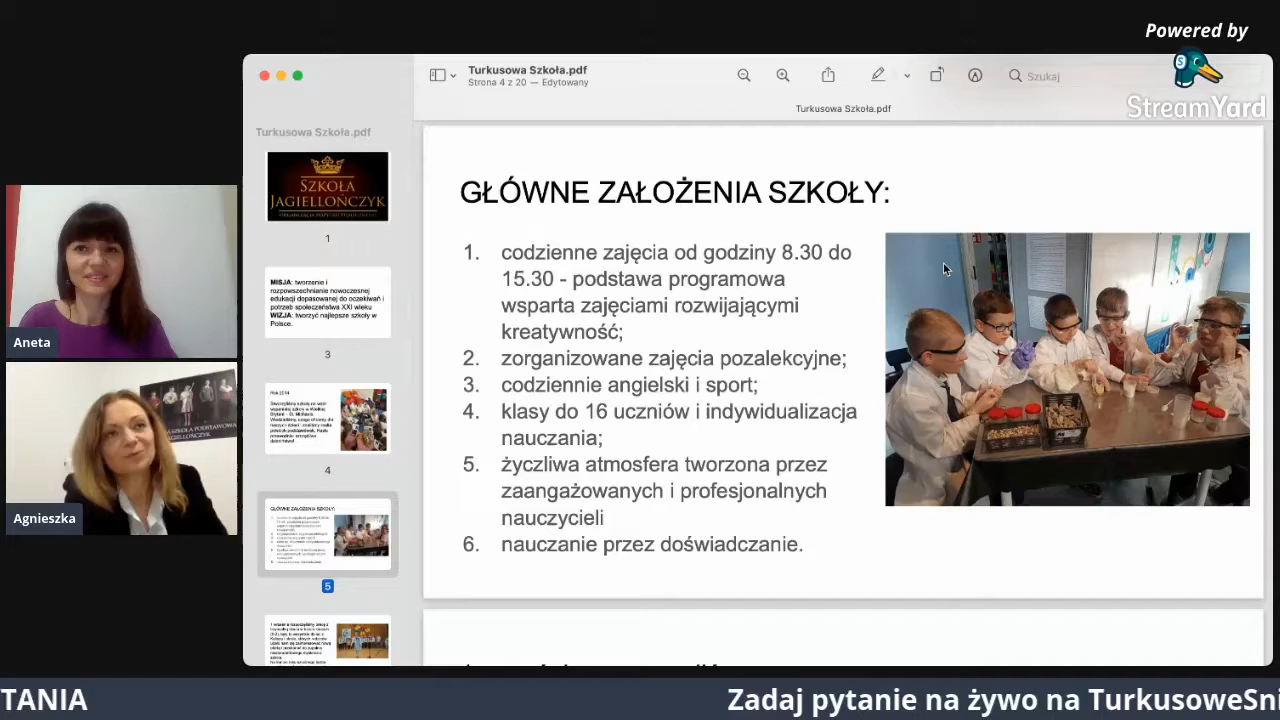 Powered by
StreamYard
Turkusowa Szkoła.pdf
Strona 4 z 20 — Edytowany
Szukaj
Turkusowa Szkoła.pdf
Turkusowa Szkoła.pdf
SZKOŁA
JAGIELLOŃCZYK
1
MISJA: tworzenie i
rozpowszechnianie nowoczesnej
edukacji dopasowanej do oczekiwań i
potrzeb społeczeństwa XXI wieku
WIZJA: tworzyć najlepsze szkoły w
Polsce.
3
Rok 2014
4
GŁÓWNE ZAŁOŻENIA SZKOŁY:
5
GŁÓWNE ZAŁOŻENIA SZKOŁY:
1. codzienne zajęcia od godziny 8.30 do
15.30 - podstawa programowa
wsparta zajęciami rozwijającymi
kreatywność;
2. zorganizowane zajęcia pozalekcyjne;
3. codziennie angielski i sport;
4. klasy do 16 uczniów i indywidualizacja
nauczania;
5. życzliwa atmosfera tworzona przez
zaangażowanych i profesjonalnych
nauczycieli
6. nauczanie przez doświadczanie.
Aneta
Agnieszka
TANIA
Zadaj pytanie na żywo na TurkusoweSni